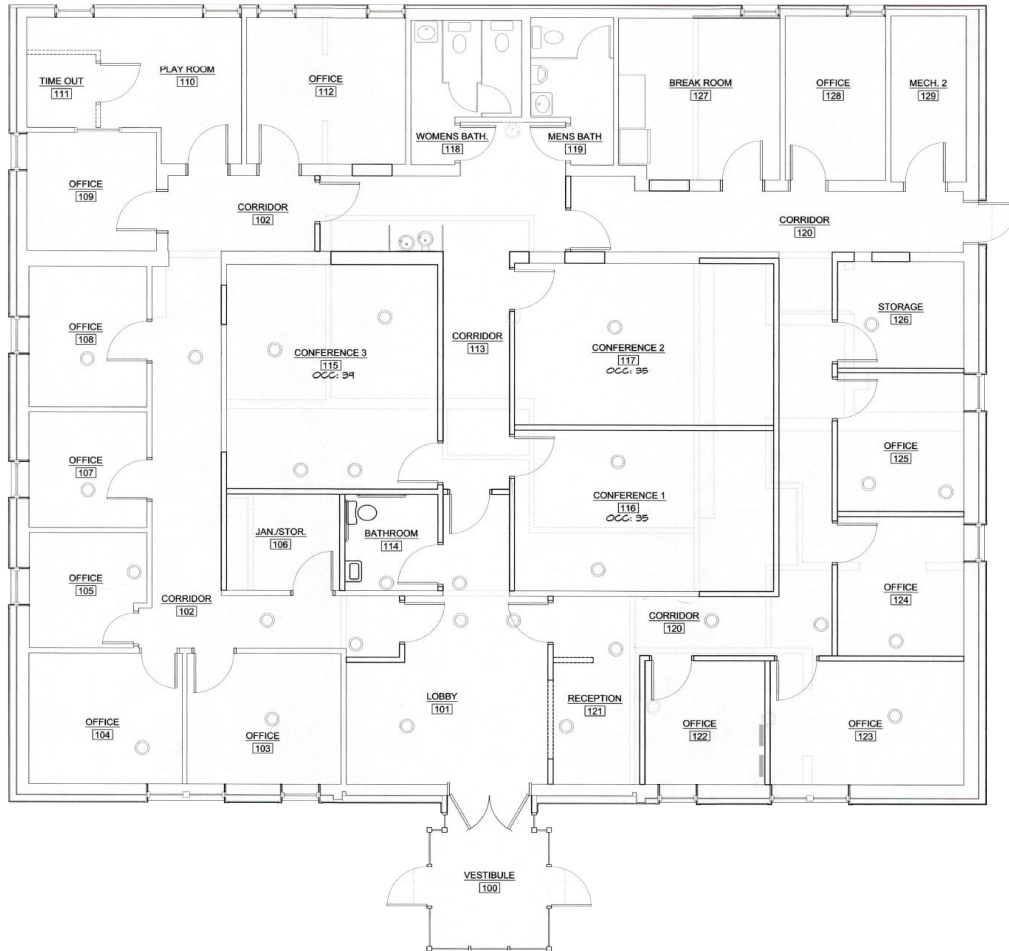 PLAY ROOM
110
TIME OUT
111
OFFICE
112
WOMENS BATH.
118
MENS BATH
119
BREAK ROOM
127
OFFICE
128
MECH. 2
129
OFFICE
109
CORRIDOR
102
CORRIDOR
120
OFFICE
108
CONFERENCE 3
115
OCC: 39
CORRIDOR
113
CONFERENCE 2
117
OCC: 35
STORAGE
126
OFFICE
107
OFFICE
125
CONFERENCE 1
116
OCC: 35
JAN./STOR.
106
BATHROOM
114
OFFICE
105
OFFICE
124
CORRIDOR
102
CORRIDOR
120
OFFICE
104
OFFICE
103
LOBBY
101
RECEPTION
121
OFFICE
122
OFFICE
123
VESTIBULE
100